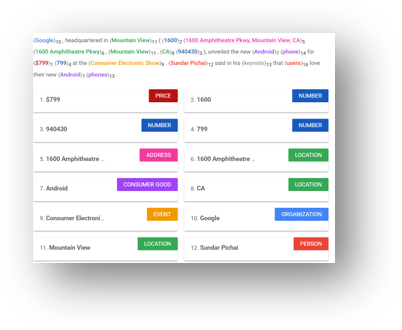 (Google)10 , headquartered in (Mountain View)11 ( (1600)2 (1600 Amphitheatre Pkwy, Mountain View, CA)5
(1600 Amphitheatre Pkwy)6 , (Mountain View)11 , (CA)8 (940430)3 ), unveiled the new (Android)7 (phone)14 for
($799)1 (799)4 at the (Consumer Electronic Show)9 . (Sundar Pichai)12 said in his (keynote)13 that (users)16 love
their new (Android)7 (phones)15 .
1. $799 PRICE
2. 1600 NUMBER
3. 940430 NUMBER
4. 799 NUMBER
5. 1600 Amphitheatre .. ADDRESS
6. 1600 Amphitheatre .. LOCATION
7. Android CONSUMER GOOD
8. CA LOCATION
9. Consumer Electroni.. EVENT
10. Google ORGANIZATION
11. Mountain View LOCATION
12. Sundar Pichai PERSON